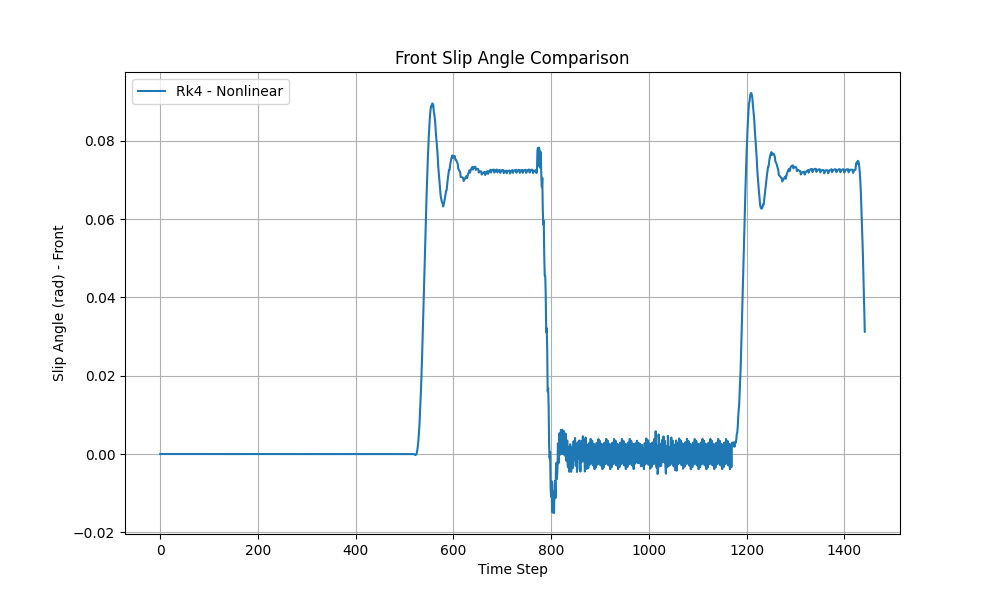 Front Slip Angle Comparison
Rk4 - Nonlinear
Slip Angle (rad) - Front
0.08
0.06
0.04
0.02
0.00
−0.02
0 200 400 600 800 1000 1200 1400
Time Step